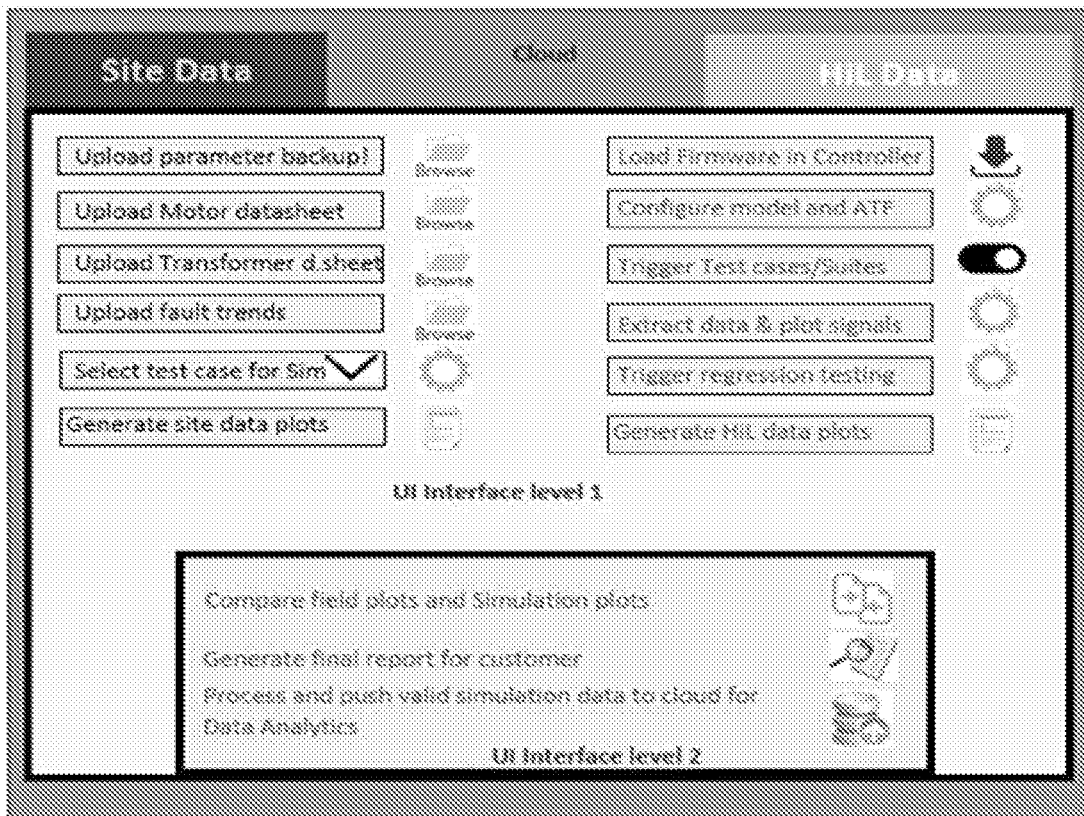 Site Data
Cloud
HIL Data
Upload parameter backup!
Browse
Upload Motor datasheet
Browse
Upload Transformer d.sheet
Browse
Upload fault trends
Browse
Select test case for Sim
Generate site data plots
Load Firmware in Controller
Configure model and ATF
Trigger Test cases/Suites
Extract data & plot signals
Trigger regression testing
Generate HiL data plots
UI Interface level 1
Compare field plots and Simulation plots
Generate final report for customer
Process and push valid simulation data to cloud for
Data Analytics
UI Interface level 2